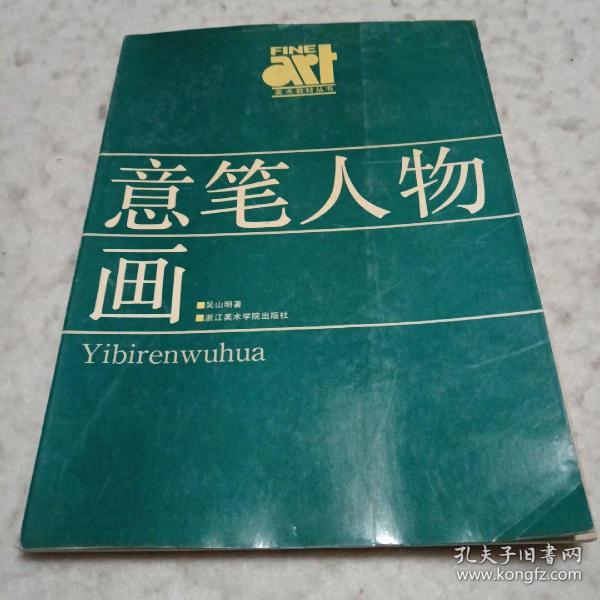 FINE
art
美术教材丛书
意笔人物
画
■吴山明著
■浙江美术学院出版社
Yibirenwuhua
孔夫子旧书网
www.kongfz.com